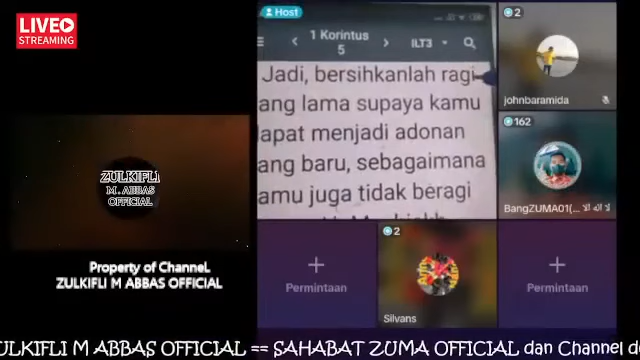 LIVE
STREAMING
Host
1 Korintus
5
ILT3
Jadi, bersihkanlah ragi
ang lama supaya kamu
apat menjadi adonan
ang baru, sebagaimana
amu juga tidak beragi
2
johnbaramida
162
BangZUMA01(...
2
Silvans
Permintaan
Permintaan
ZULKIFLI
M. ABBAS
OFFICIAL
Property of Channel.
ZULKIFLI M ABBAS OFFICIAL
ULKIFLI M ABBAS OFFICIAL == SAHABAT ZUMA OFFICIAL dan Channel d